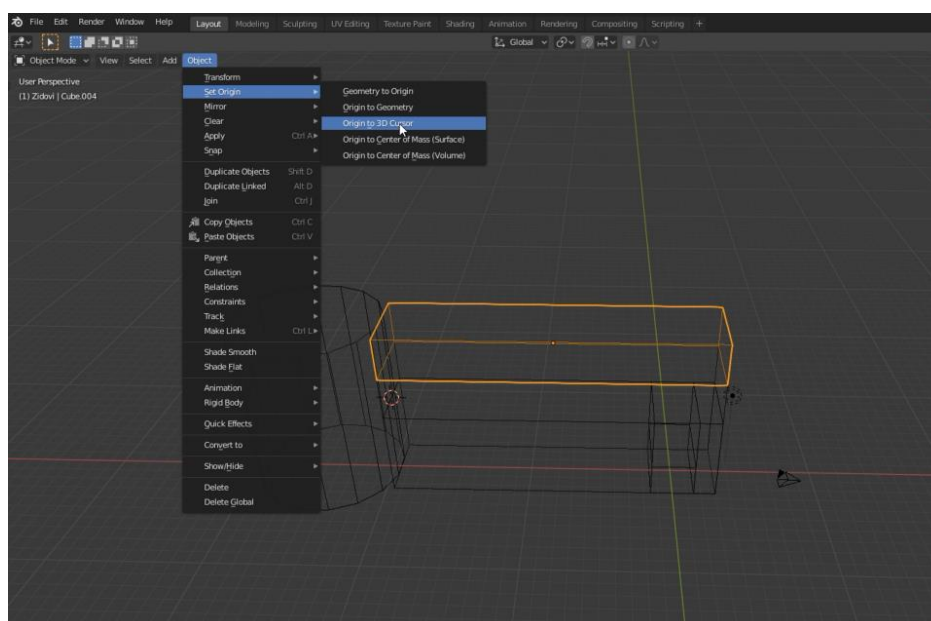 File Edit Render Window Help Layout Modeling Sculpting UV Editing Texture Paint Shading Animation Rendering Compositing Scripting +
Global
Object Mode View Select Add Object
User Perspective
(1) Zidovi | Cube.004
Transform
Set Origin
Mirror
Clear
Apply Ctrl A
Snap
Duplicate Objects Shift D
Duplicate Linked Alt D
Join Ctrl J
Copy Objects Ctrl C
Paste Objects Ctrl V
Parent
Collection
Relations
Constraints
Track
Make Links Ctrl L
Shade Smooth
Shade Flat
Animation
Rigid Body
Quick Effects
Convert to
Show/Hide
Delete
Delete Global
Geometry to Origin
Origin to Geometry
Origin to 3D Cursor
Origin to Center of Mass (Surface)
Origin to Center of Mass (Volume)